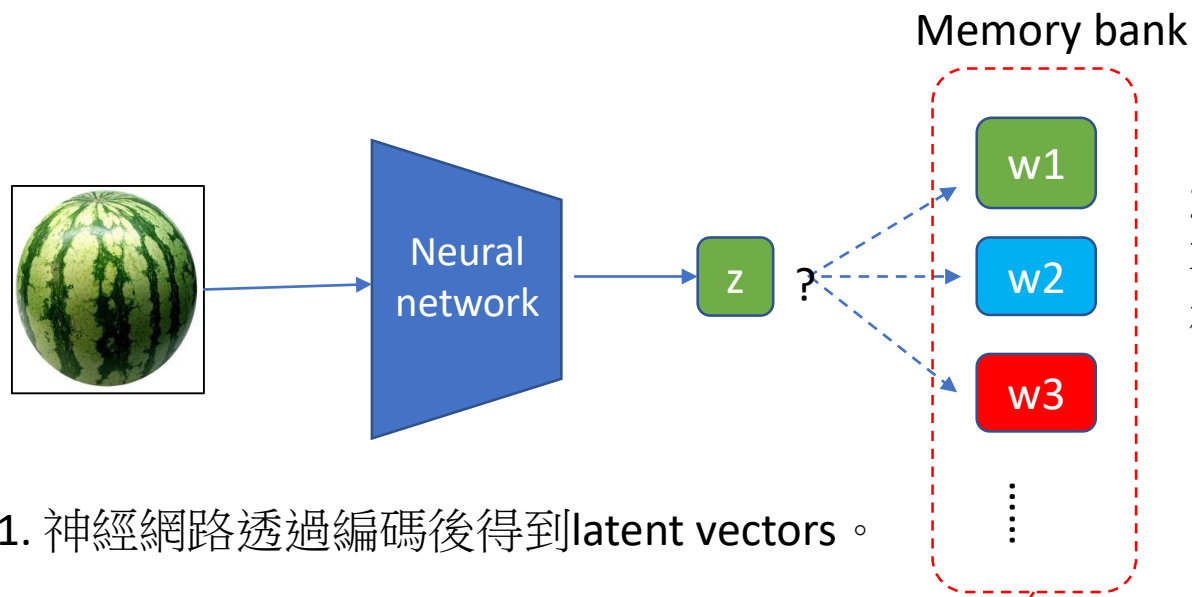 Memory bank
w1
Neural
network
z
?
w2
w3
......
1. 神經網路透過編碼後得到latent vectors。